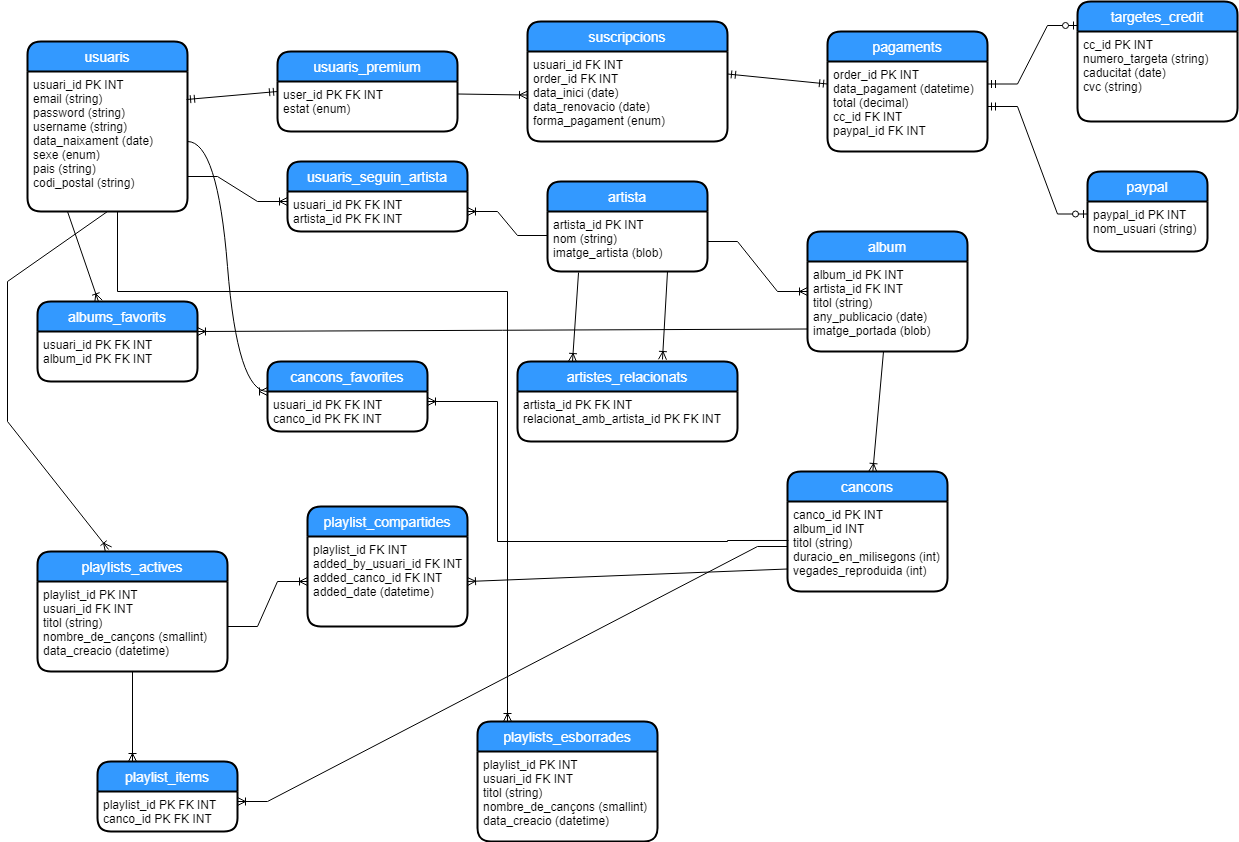 usuaris
usuari_id PK INT
email (string)
password (string)
username (string)
data_naixament (date)
sexe (enum)
pais (string)
codi_postal (string)
usuaris_premium
user_id PK FK INT
estat (enum)
suscripcions
usuari_id FK INT
order_id FK INT
data_inici (date)
data_renovacio (date)
forma_pagament (enum)
pagaments
order_id PK INT
data_pagament (datetime)
total (decimal)
cc_id FK INT
paypal_id FK INT
targetes_credit
cc_id PK INT
numero_targeta (string)
caducitat (date)
cvc (string)
usuaris_seguin_artista
usuari_id PK FK INT
artista_id PK FK INT
artista
artista_id PK INT
nom (string)
imatge_artista (blob)
paypal
paypal_id PK INT
nom_usuari (string)
album
album_id PK INT
artista_id FK INT
titol (string)
any_publicacio (date)
imatge_portada (blob)
albums_favorits
usuari_id PK FK INT
album_id PK FK INT
cancons_favorites
usuari_id PK FK INT
canco_id PK FK INT
artistes_relacionats
artista_id PK FK INT
relacionat_amb_artista_id PK FK INT
cancons
canco_id PK INT
album_id INT
titol (string)
duracio_en_milisegons (int)
vegades_reproduida (int)
playlist_compartides
playlist_id FK INT
added_by_usuari_id FK INT
added_canco_id FK INT
added_date (datetime)
playlists_actives
playlist_id PK INT
usuari_id FK INT
titol (string)
nombre_de_cançons (smallint)
data_creacio (datetime)
playlists_esborrades
playlist_id PK INT
usuari_id FK INT
titol (string)
nombre_de_cançons (smallint)
data_creacio (datetime)
playlist_items
playlist_id PK FK INT
canco_id PK FK INT